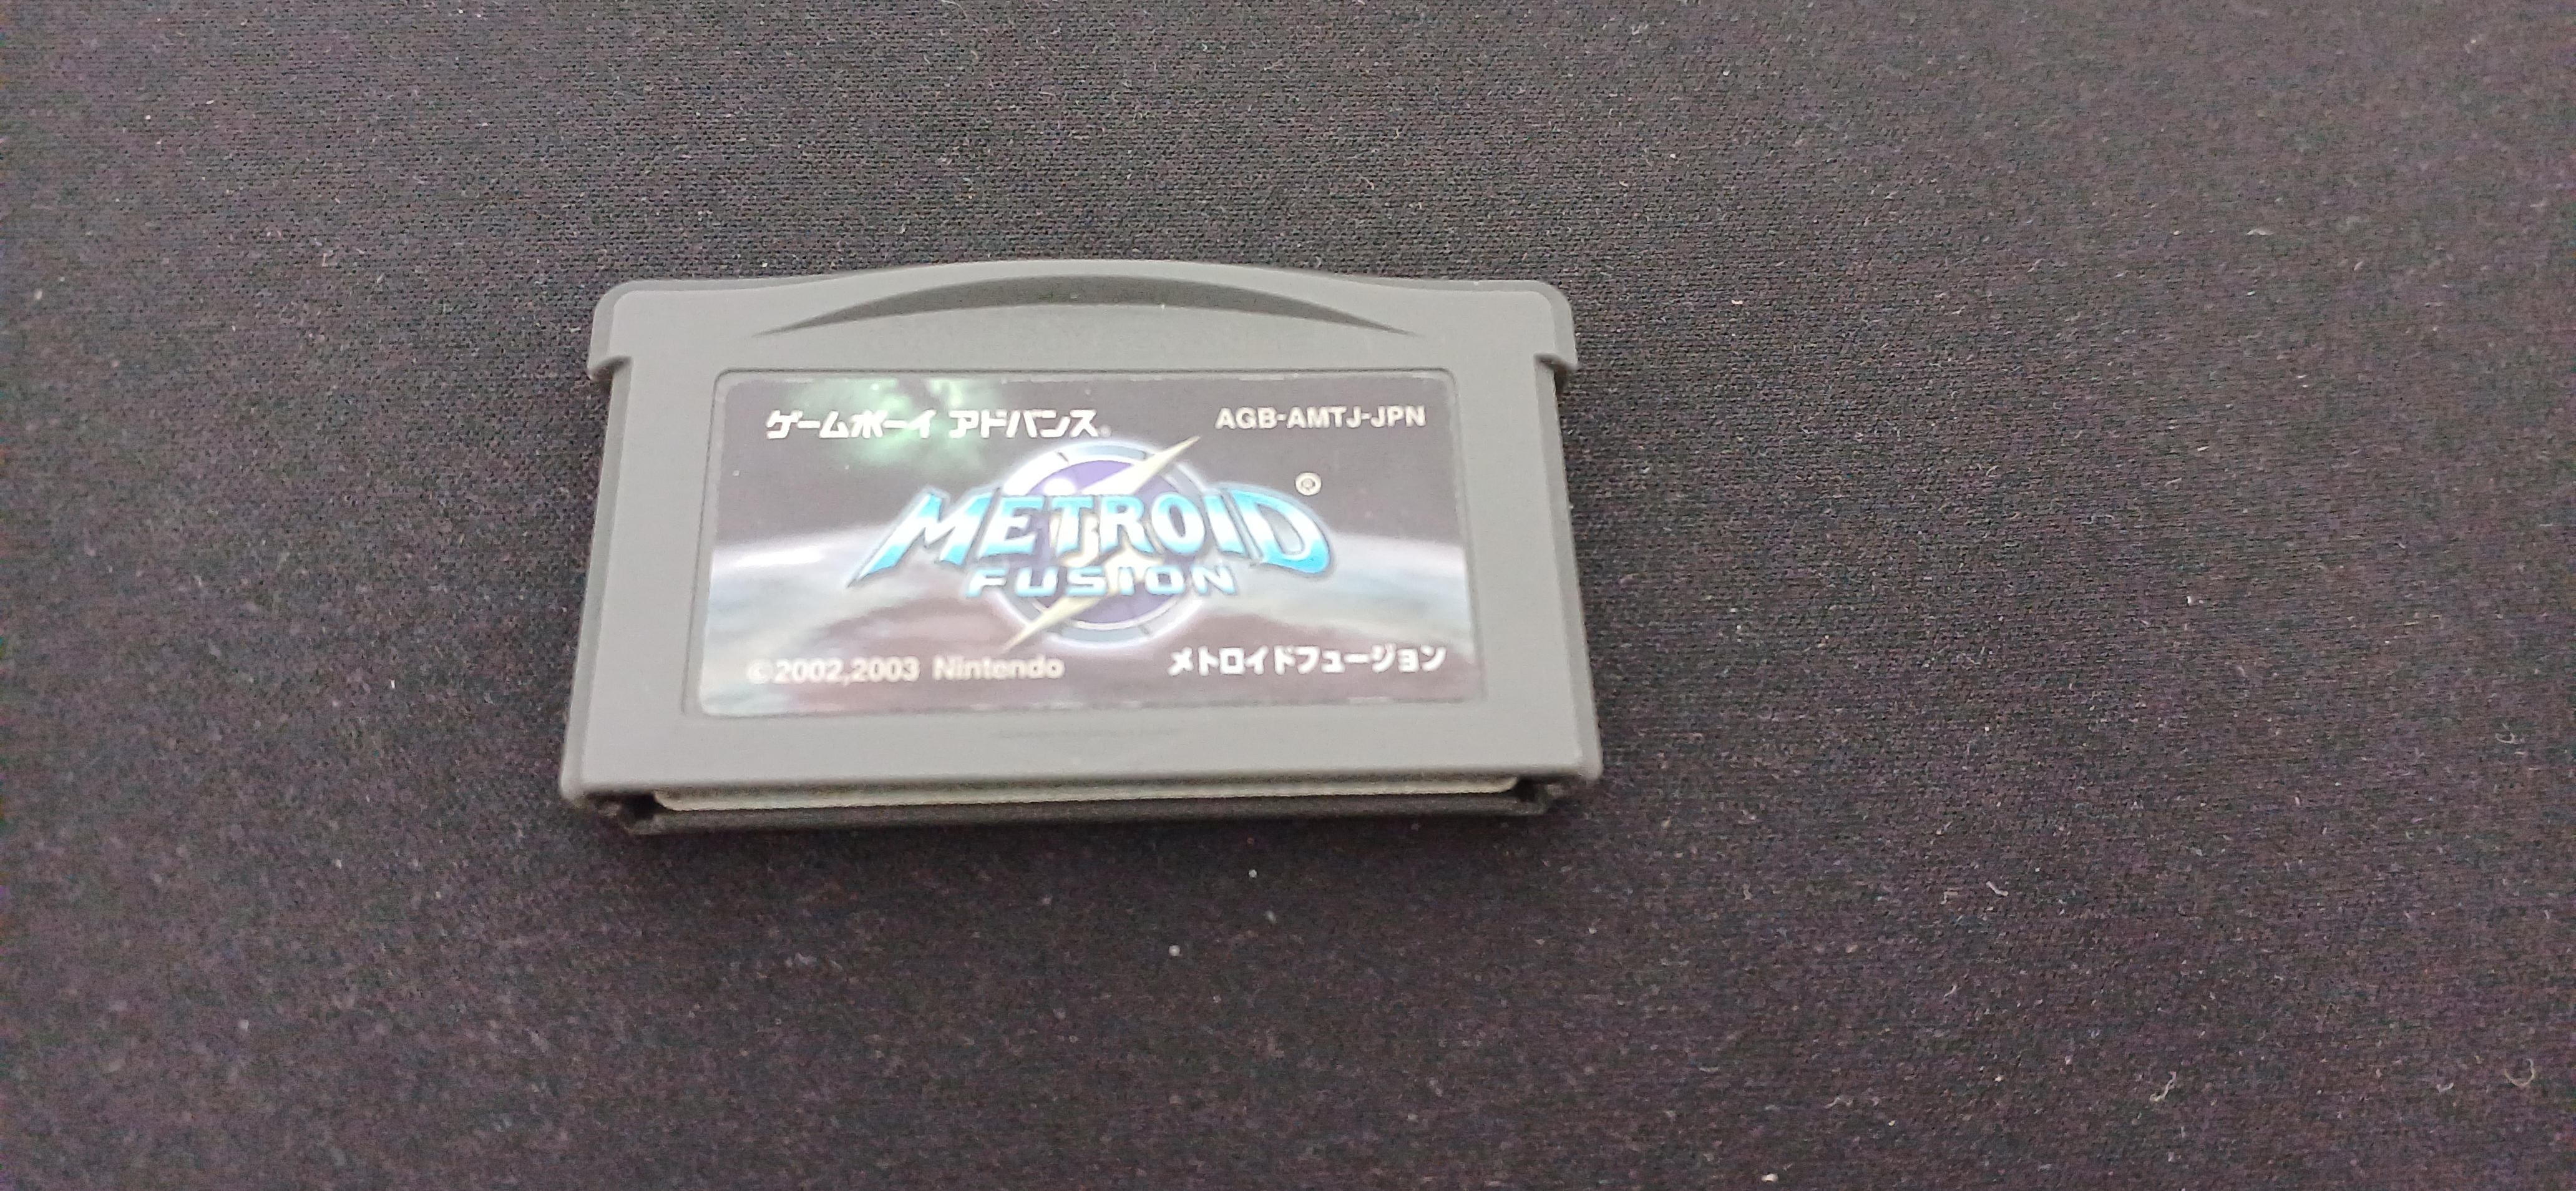 ゲームボーイ アドバンス®
AGB-AMTJ-JPN
METROID®
FUSION
©2002,2003 Nintendo
メトロイドフュージョン